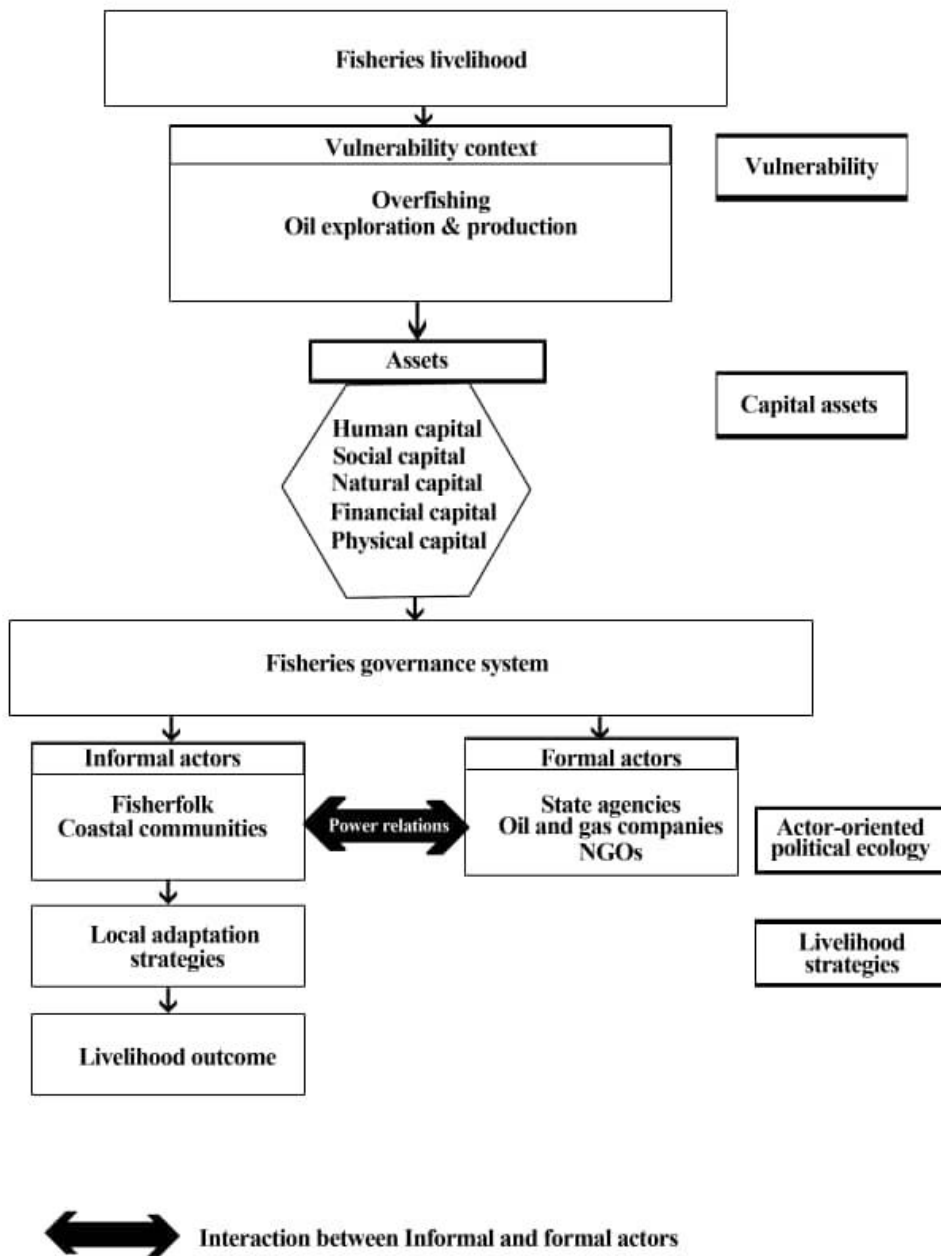 Fisheries livelihood
Vulnerability context
Overfishing
Oil exploration & production
Vulnerability
Assets
Human capital
Social capital
Natural capital
Financial capital
Physical capital
Capital assets
Fisheries governance system
Informal actors
Fisherfolk
Coastal communities
Power relations
Formal actors
State agencies
Oil and gas companies
NGOs
Actor-oriented
political ecology
Local adaptation
strategies
Livelihood
strategies
Livelihood outcome
Interaction between Informal and formal actors